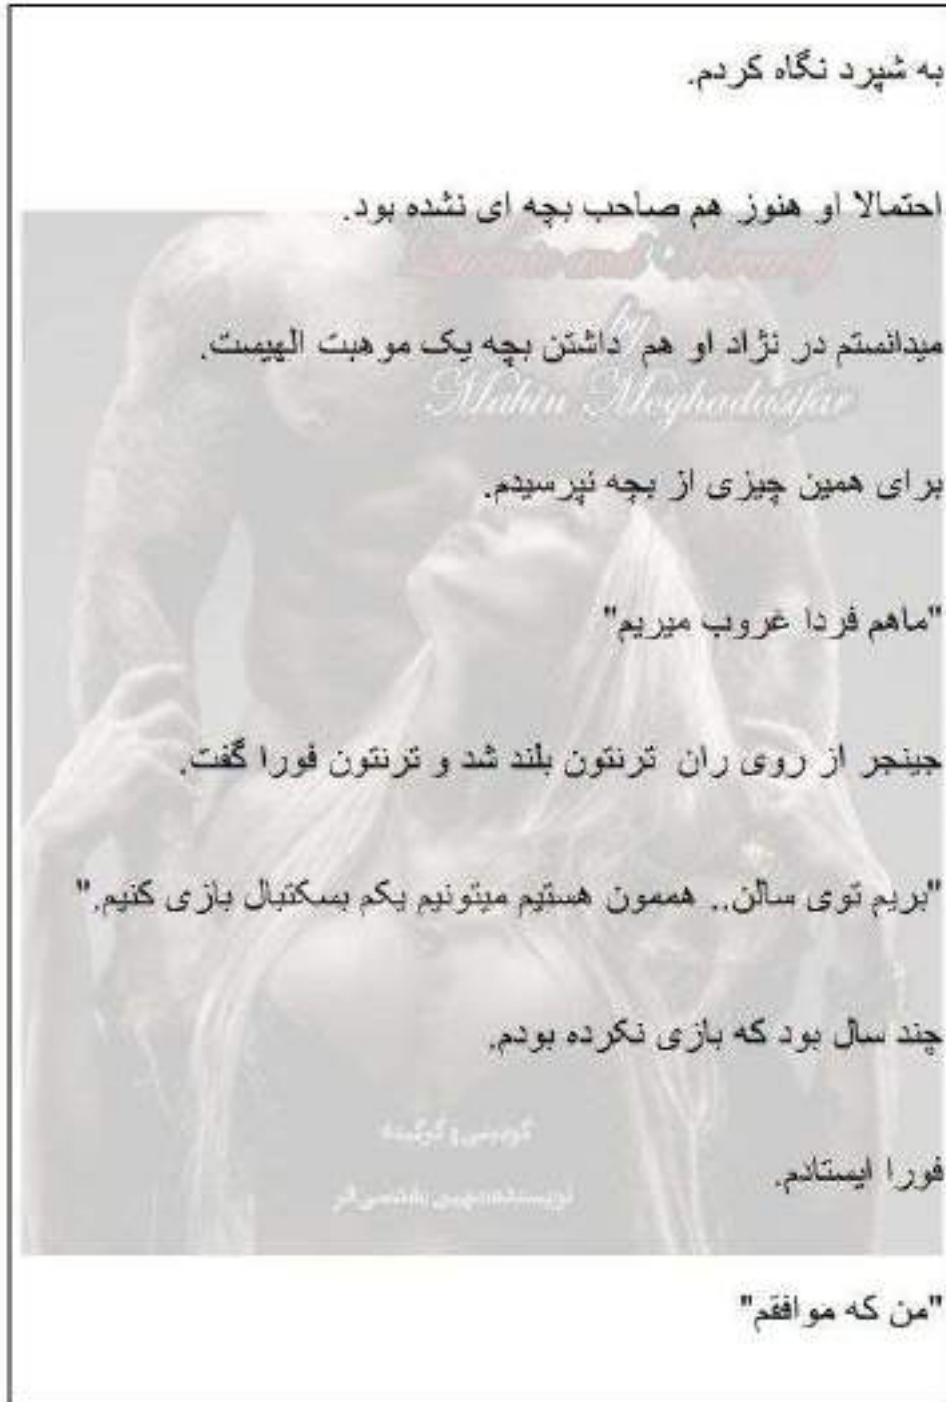 به شپرد نگاه کردم.
احتمالا او هنوز هم صاحب بچه ای نشده بود.
میدانستم در نژاد او هم داشتن بچه یک موهبت الهیست.
by
Mahin Moghadasifar
برای همین چیزی از بچه نپرسیدم.
"ماهم فردا غروب میریم"
جینجر از روی ران ترنتون بلند شد و ترنتون فورا گفت.
"بریم توی سالن.. هممون هستیم میتونیم یکم بسکتبال بازی کنیم."
چند سال بود که بازی نکرده بودم.
فورا ایستادم.
"من که موافقم"